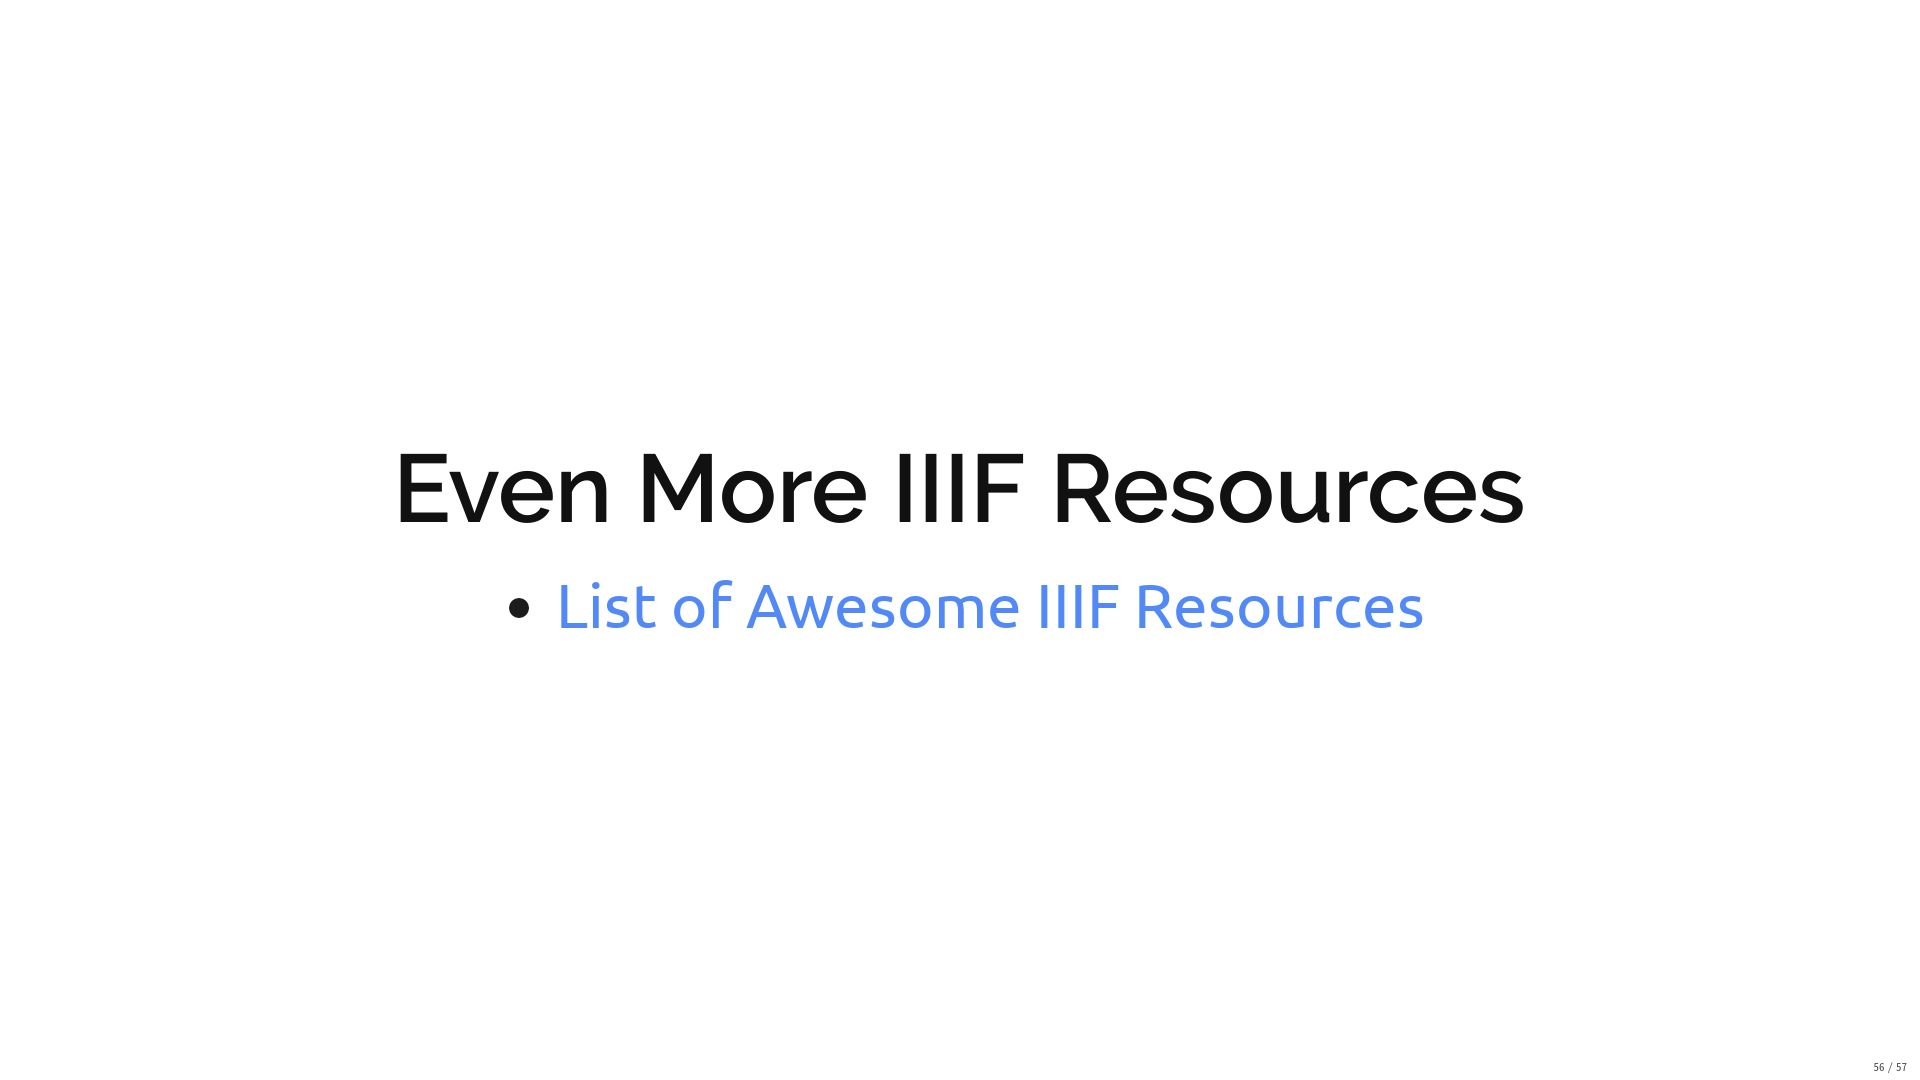 Even More IIIF Resources
• List of Awesome IIIF Resources
56 / 57